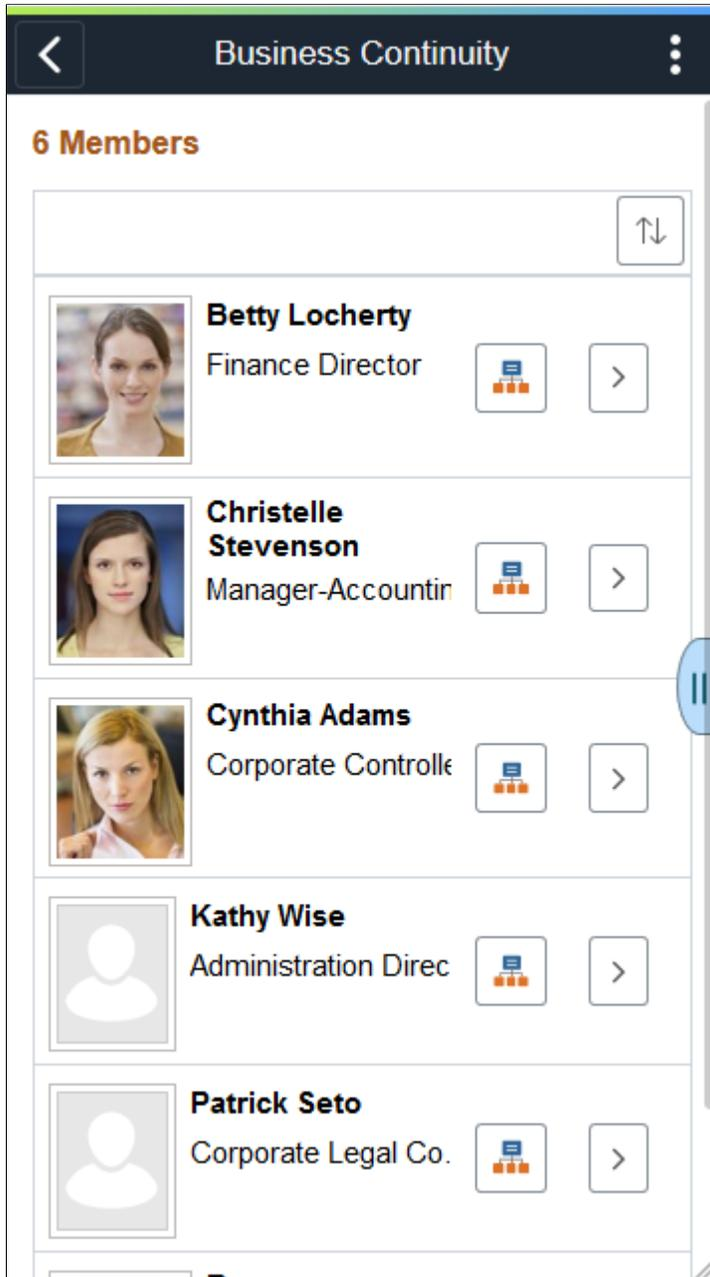 Business Continuity
6 Members
Betty Locherty
Finance Director
Christelle
Stevenson
Manager-Accountin
Cynthia Adams
Corporate Controlle
Kathy Wise
Administration Direc
Patrick Seto
Corporate Legal Co.